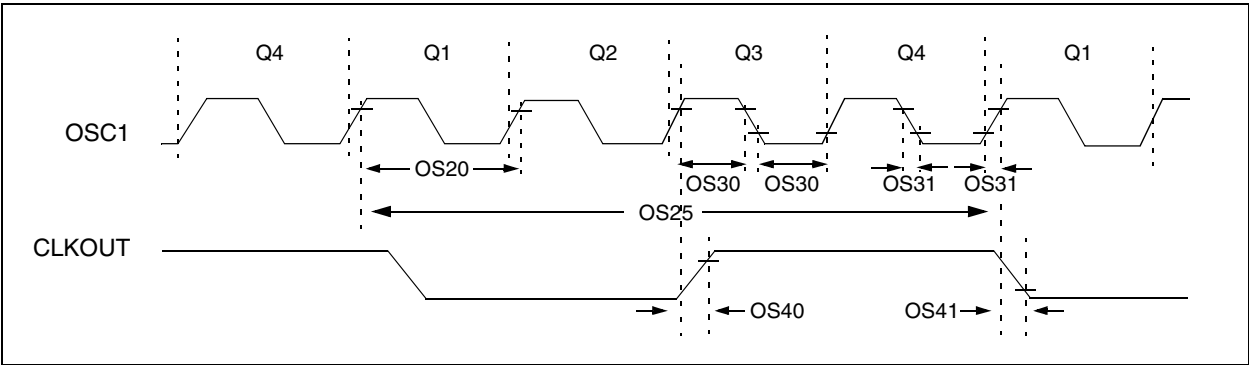 Q4 Q1 Q2 Q3 Q4 Q1
OSC1
OS20
OS30 OS30 OS31 OS31
OS25
CLKOUT
OS40 OS41